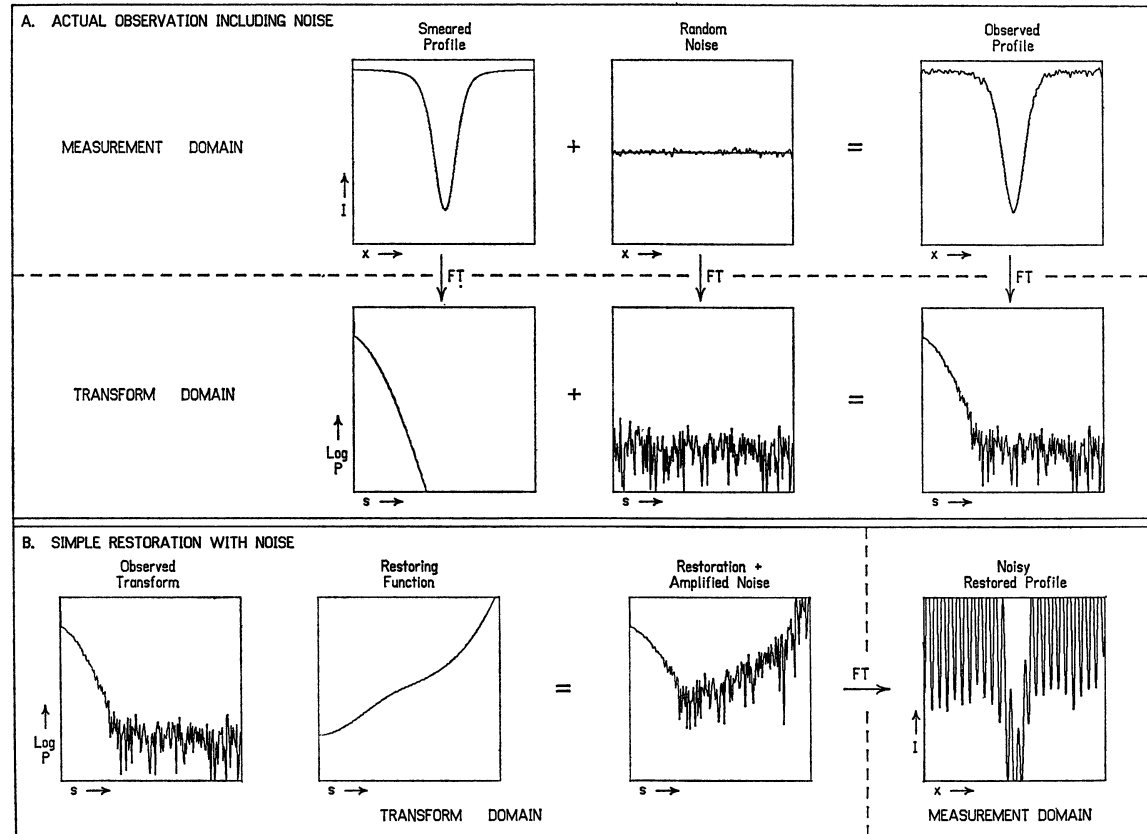 A. ACTUAL OBSERVATION INCLUDING NOISE
Smeared
Profile
Random
Noise
Observed
Profile
MEASUREMENT DOMAIN
+
=
↑
I
x →
x →
x →
FT
FT
FT
TRANSFORM DOMAIN
+
=
↑
Log
P
s →
s →
s →
B. SIMPLE RESTORATION WITH NOISE
Observed
Transform
Restoring
Function
Restoration +
Amplified Noise
Noisy
Restored Profile
=
FT
↑
Log
P
↑
I
s →
s →
s →
x →
TRANSFORM DOMAIN
MEASUREMENT DOMAIN